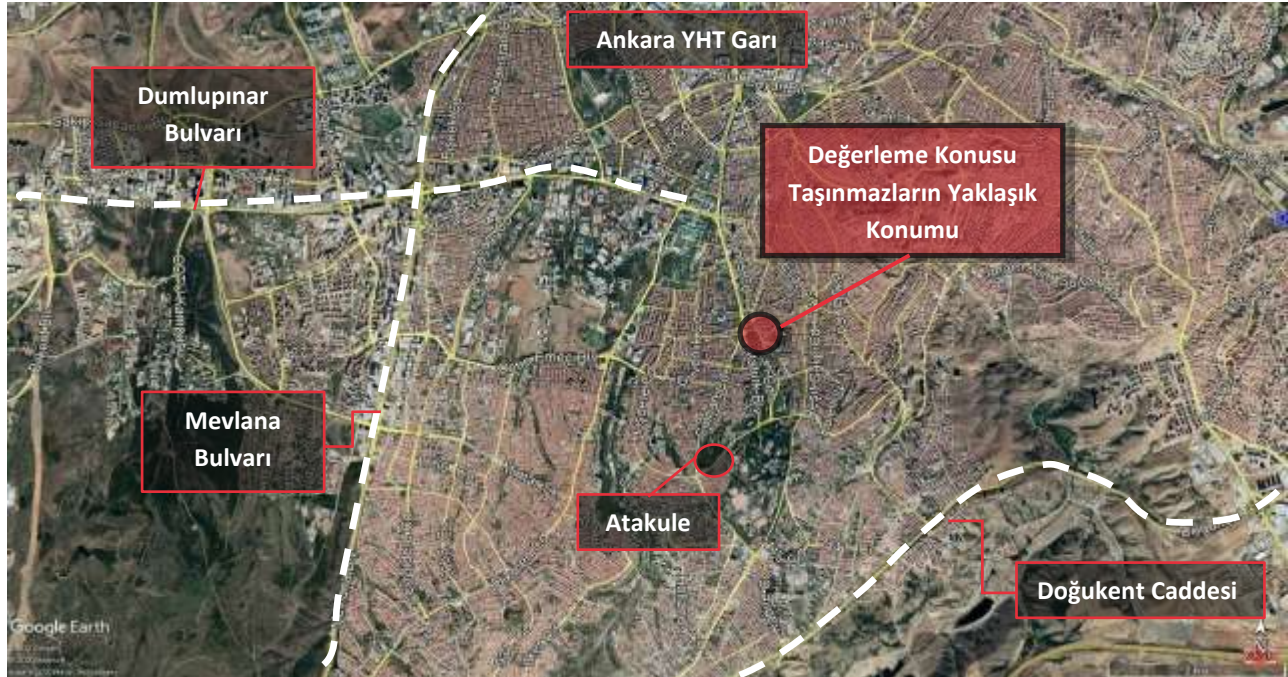 Ankara YHT Garı
Dumlupınar
Bulvarı
Değerleme Konusu
Taşınmazların Yaklaşık
Konumu
Mevlana
Bulvarı
Atakule
Doğukent Caddesi
Google Earth